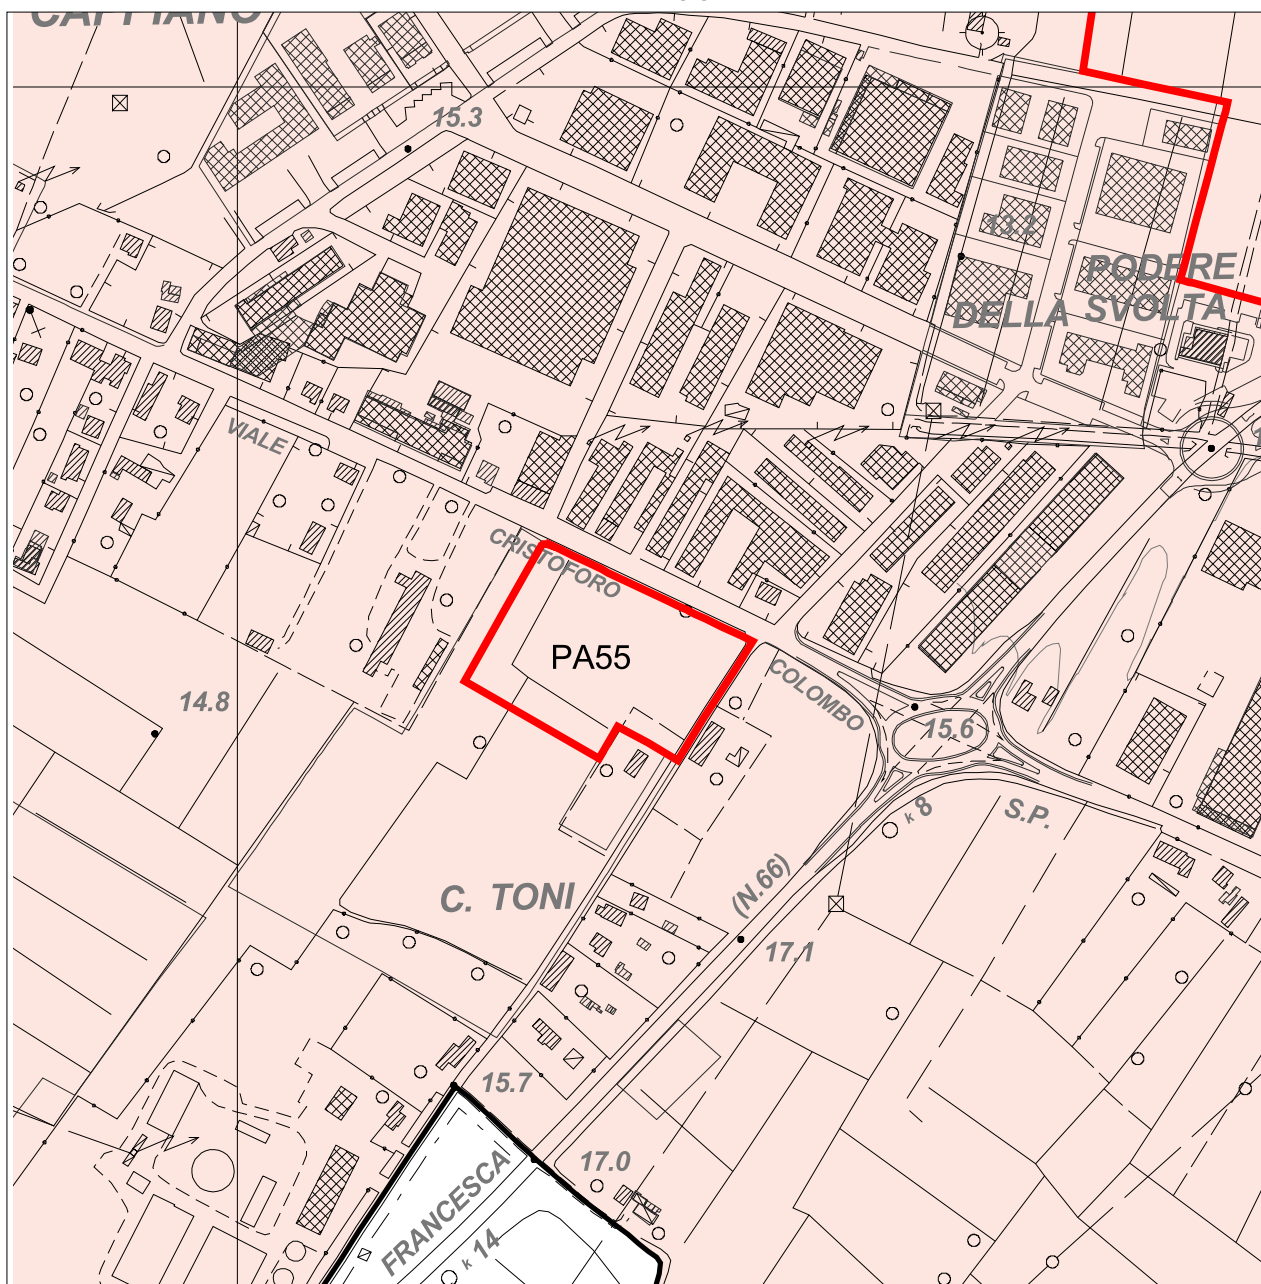 CAPPIANO
15.3
13.2
PODERE
DELLA SVOLTA
VIALE
CRISTOFORO
PA55
COLOMBO
14.8
15.6
k 8
S.P.
C. TONI
(N.66)
17.1
15.7
17.0
FRANCESCA
k 14